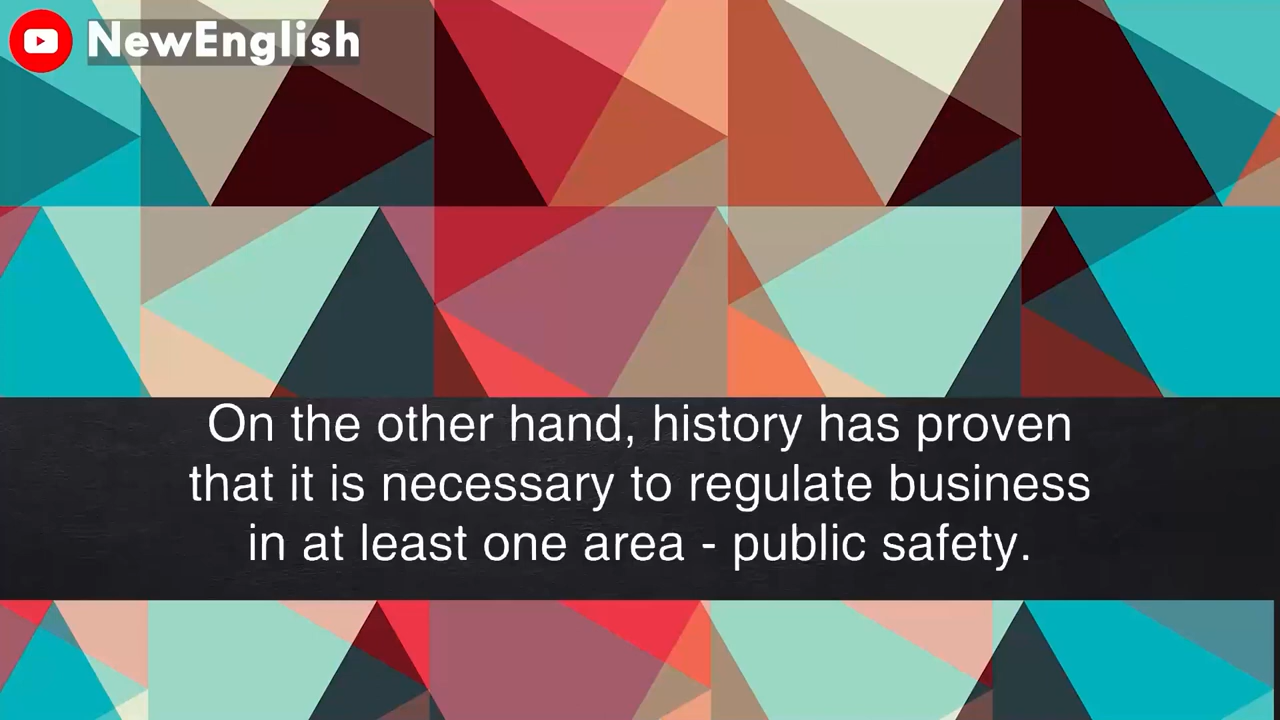 NewEnglish
On the other hand, history has proven
that it is necessary to regulate business
in at least one area - public safety.